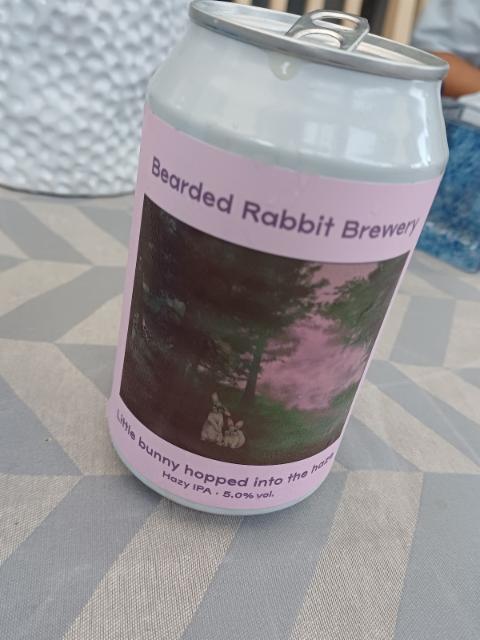 Bearded Rabbit Brewery
Little bunny hopped into the haze
Hazy IPA · 5.0% vol.